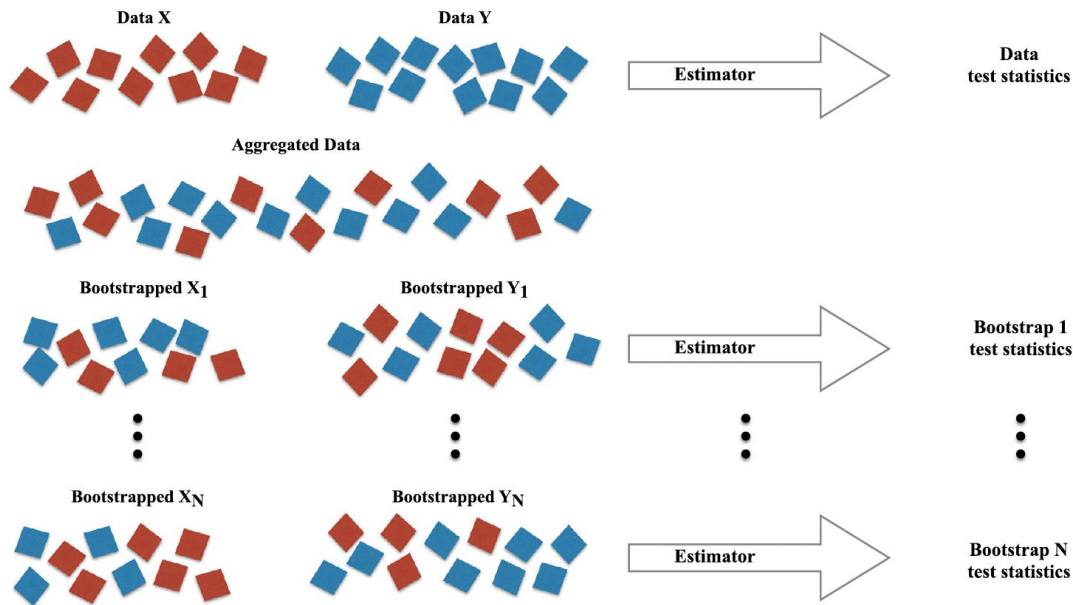 Data X
Data Y
Estimator
Data
test statistics
Aggregated Data
Bootstrapped X1
Bootstrapped Y1
Estimator
Bootstrap 1
test statistics
Bootstrapped XN
Bootstrapped YN
Estimator
Bootstrap N
test statistics